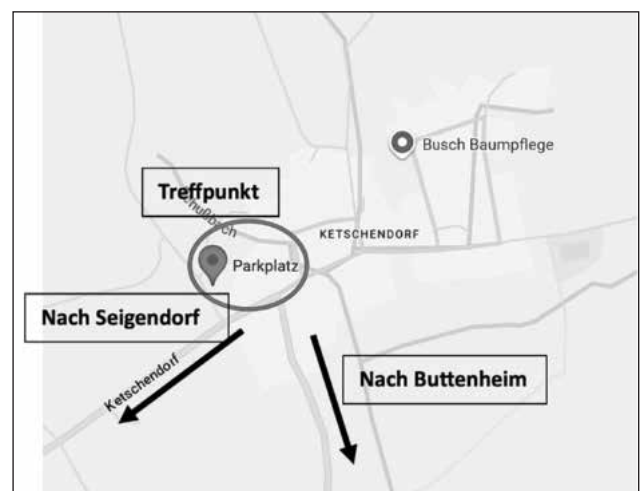 Busch Baumpflege
Treffpunkt
KETSCHENDORF
Parkplatz
Nach Seigendorf
Ketschendorf
Nach Buttenheim